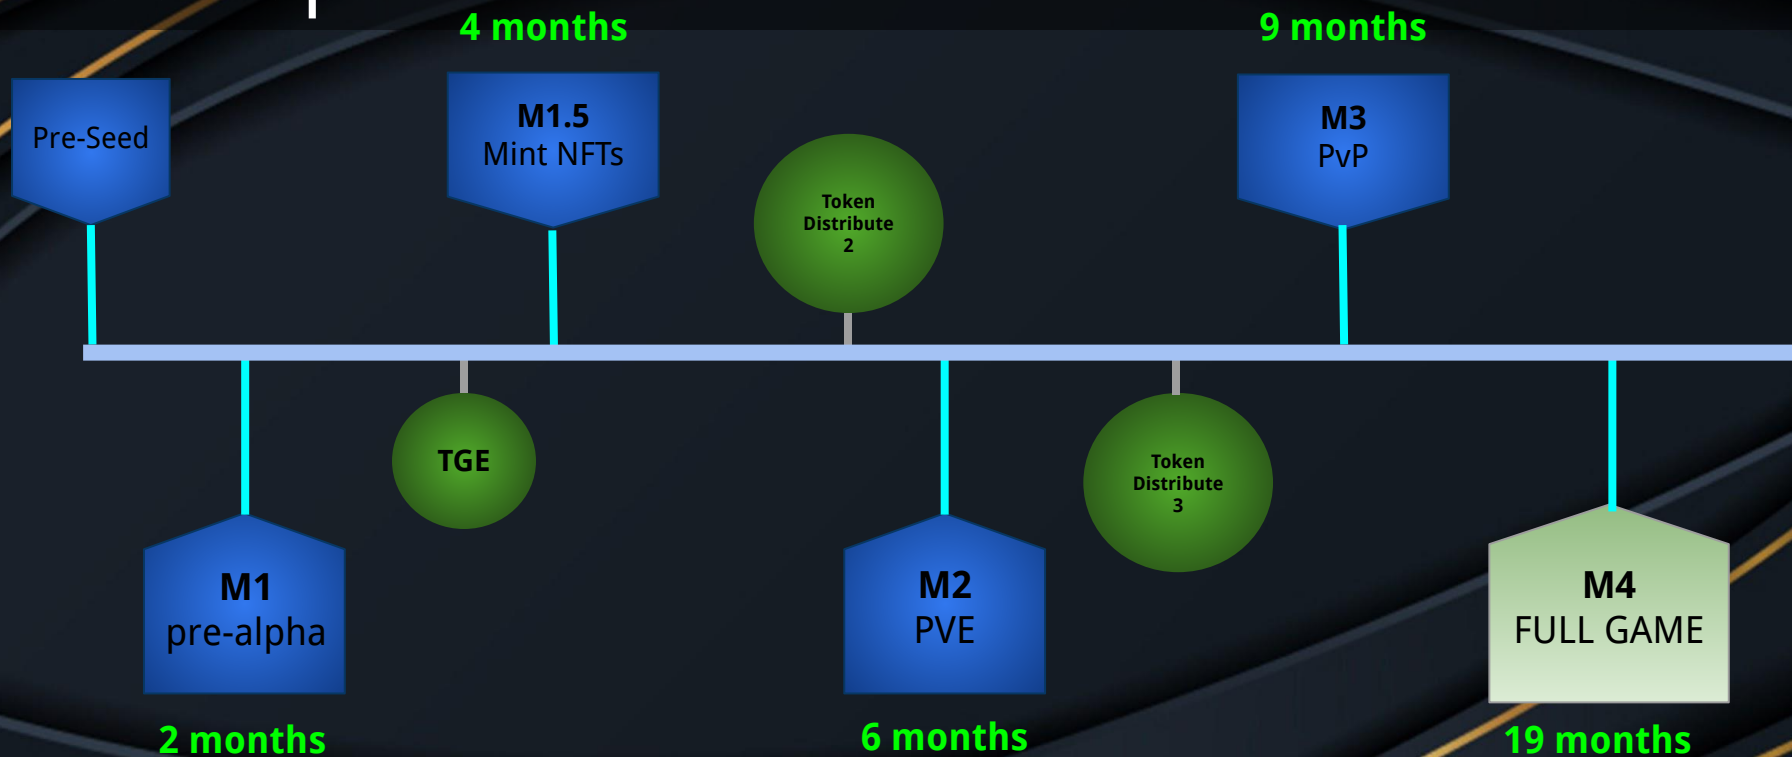 4 months
9 months
Pre-Seed
M1.5
Mint NFTs
M3
PvP
Token
Distribute
2
TGE
Token
Distribute
3
M1
pre-alpha
M2
PVE
M4
FULL GAME
2 months
6 months
19 months